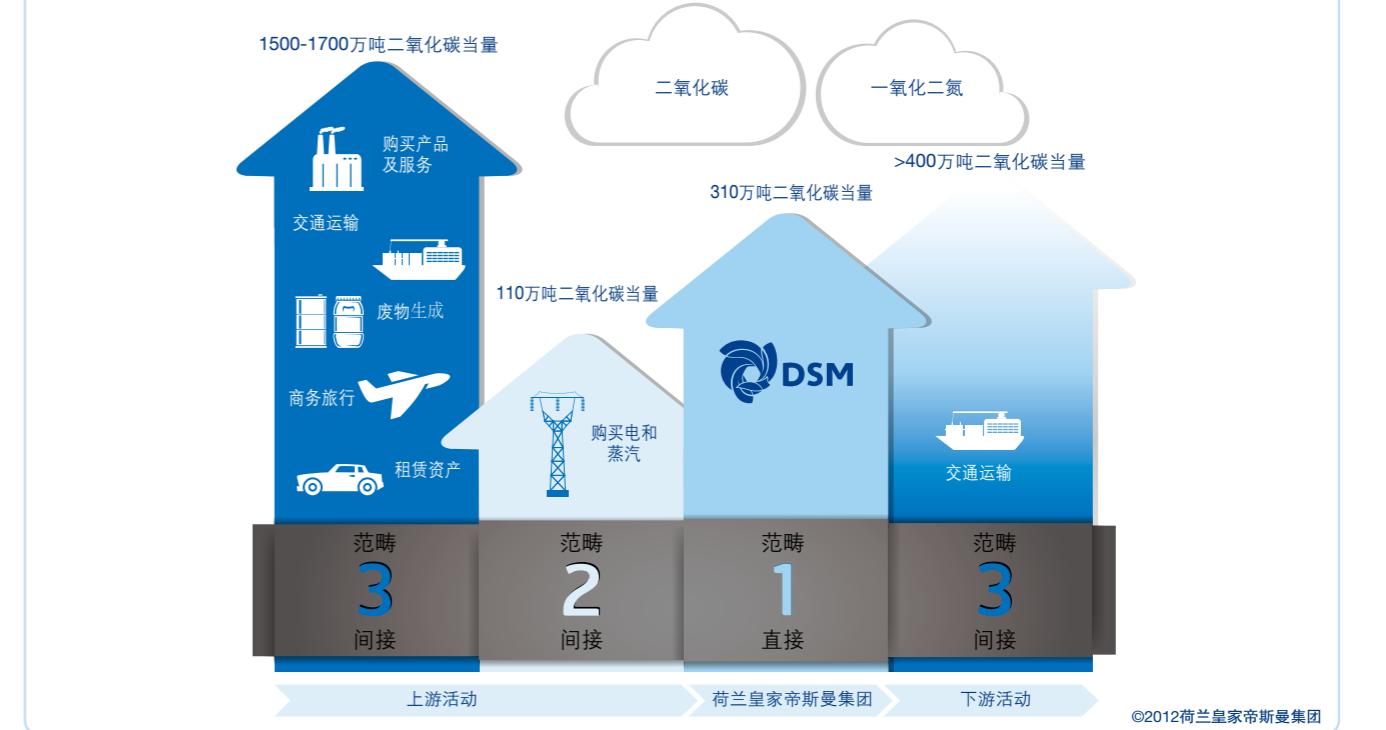 1500-1700万吨二氧化碳当量
二氧化碳
一氧化二氮
>400万吨二氧化碳当量
310万吨二氧化碳当量
110万吨二氧化碳当量
购买产品
及服务
交通运输
废物生成
商务旅行
租赁资产
购买电和
蒸汽
DSM
交通运输
范畴
3
间接
范畴
2
间接
范畴
1
直接
范畴
3
间接
上游活动
荷兰皇家帝斯曼集团
下游活动
©2012荷兰皇家帝斯曼集团